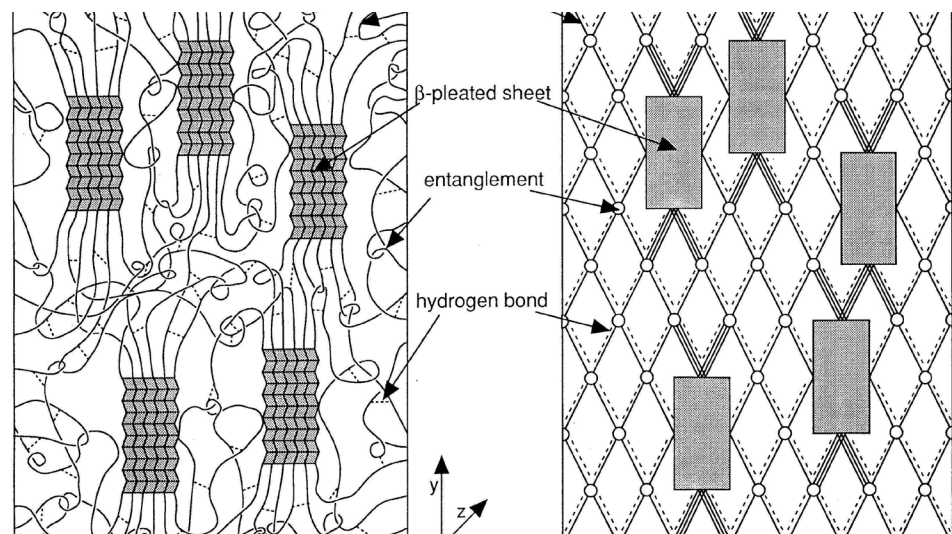 β-pleated sheet
entanglement
hydrogen bond
y
z